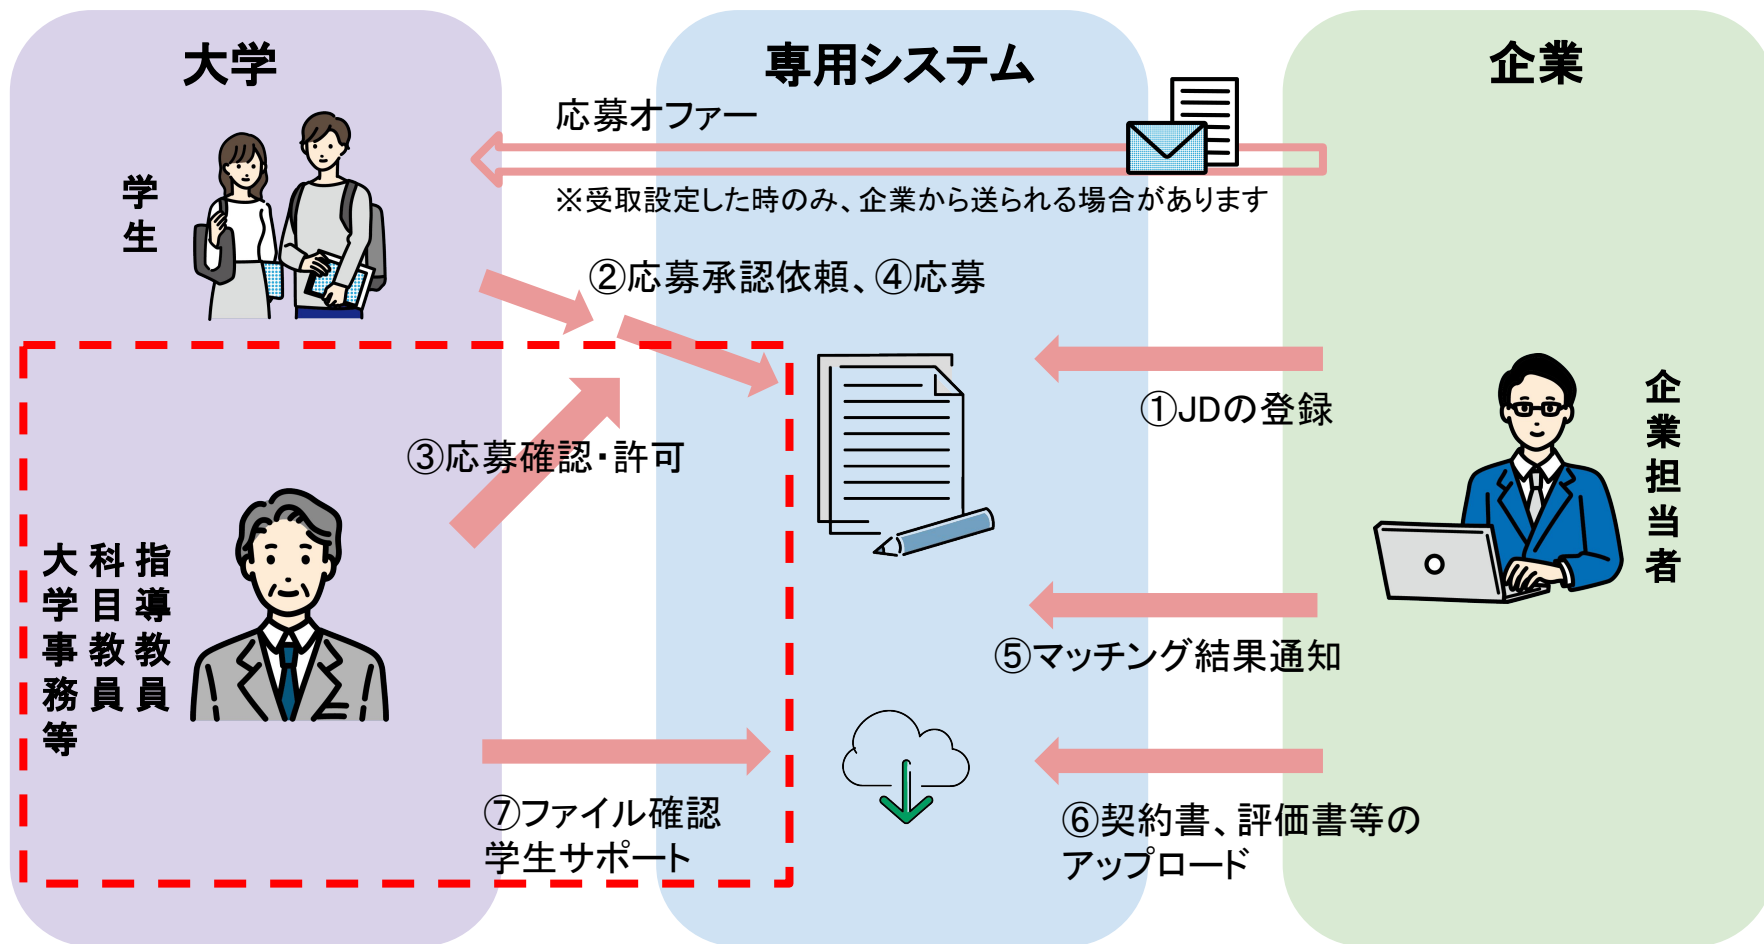 大学
専用システム
企業
応募オファー
※受取設定した時のみ、企業から送られる場合があります
学生
②応募承認依頼、④応募
①JDの登録
企業担当者
③応募確認・許可
指導教員
科目教員
大学事務等
⑤マッチング結果通知
⑦ファイル確認
学生サポート
⑥契約書、評価書等の
アップロード